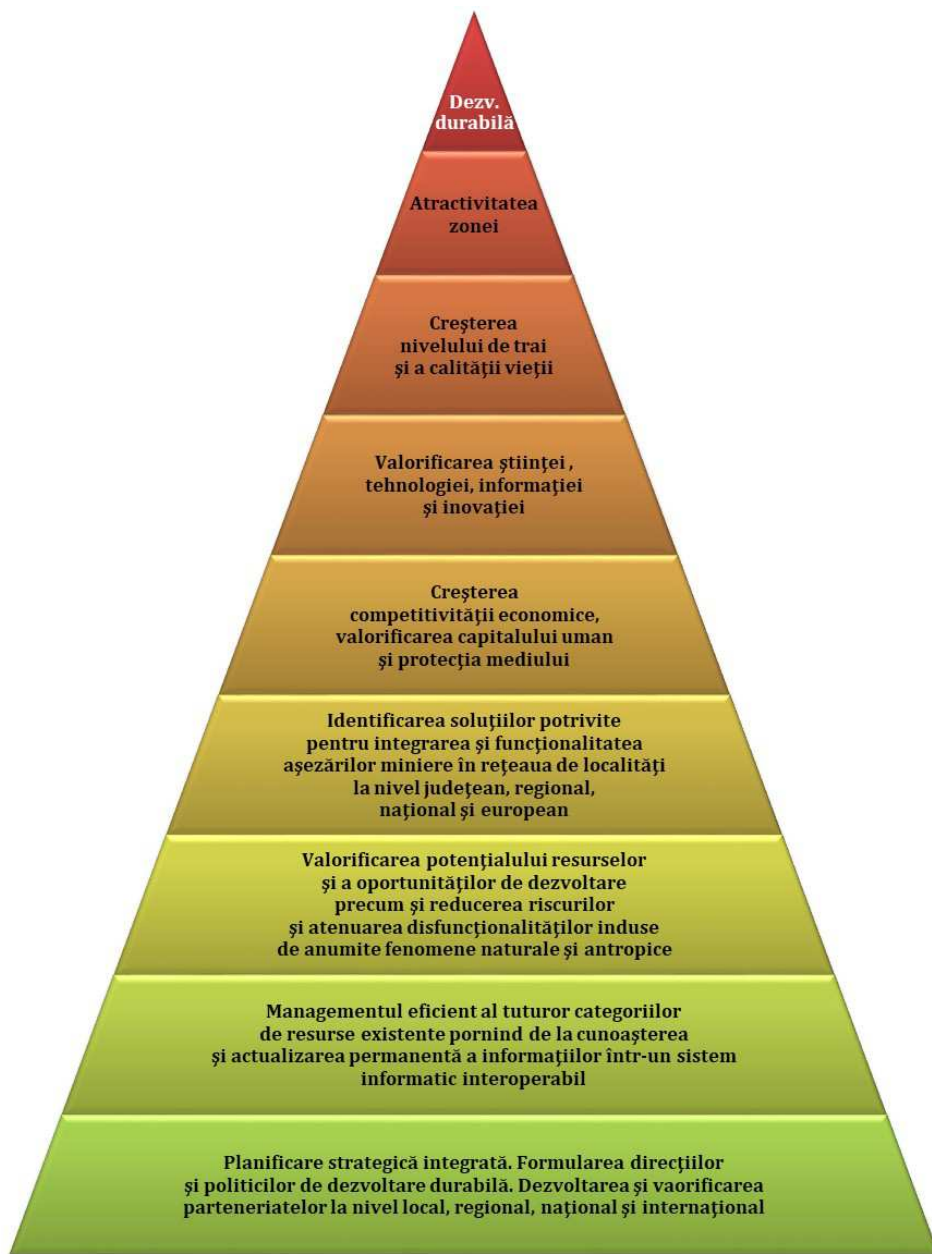 Dezv.
durabilă
Atractivitatea
zonei
Creşterea
nivelului de trai
şi a calităţii vieţii
Valorificarea ştiinţei ,
tehnologiei, informaţiei
şi inovaţiei
Creşterea
competitivităţii economice,
valorificarea capitalului uman
şi protecţia mediului
Identificarea soluţiilor potrivite
pentru integrarea şi funcţionalitatea
aşezărilor miniere în reţeaua de localităţi
la nivel judeţean, regional,
naţional şi european
Valorificarea potenţialului resurselor
şi a oportunităţilor de dezvoltare
precum şi reducerea riscurilor
şi atenuarea disfuncţionalităţilor induse
de anumite fenomene naturale şi antropice
Managementul eficient al tuturor categoriilor
de resurse existente pornind de la cunoaşterea
şi actualizarea permanentă a informaţiilor într-un sistem
informatic interoperabil
Planificare strategică integrată. Formularea direcţiilor
şi politicilor de dezvoltare durabilă. Dezvoltarea şi vaorificarea
parteneriatelor la nivel local, regional, naţional şi internaţional